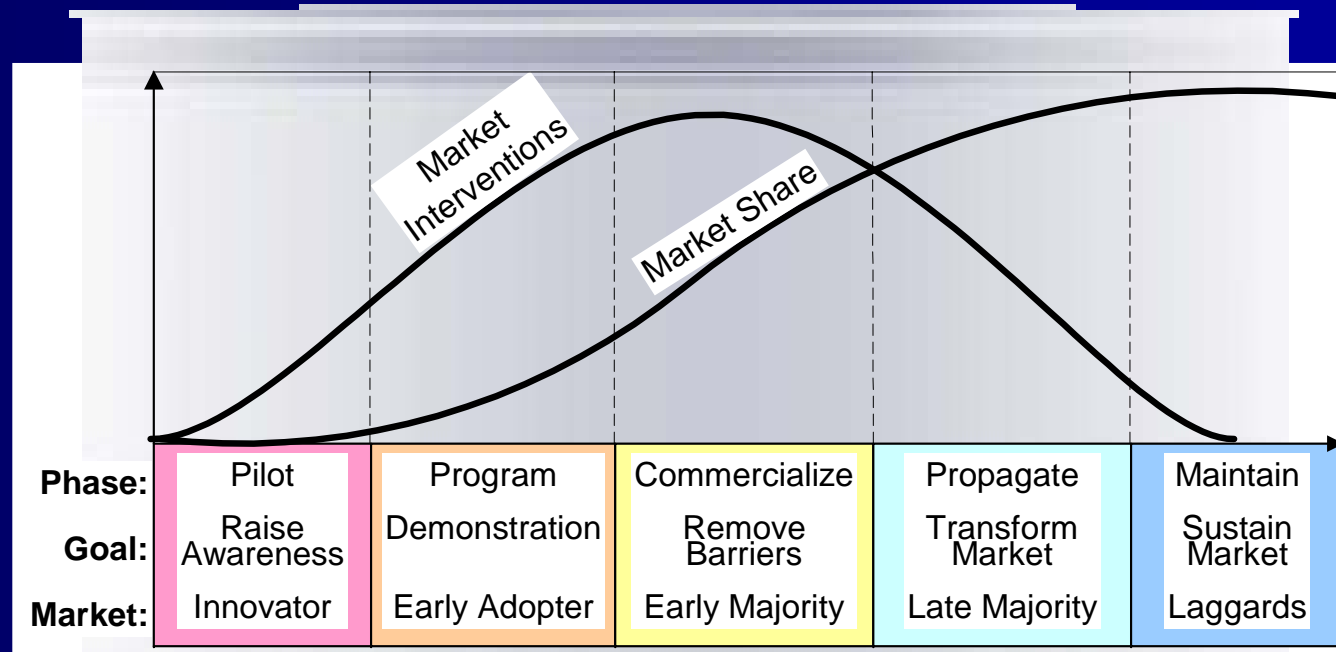 Market
Interventions
Market Share
Phase: Pilot Program Commercialize Propagate Maintain
Goal: Raise Awareness Demonstration Remove Barriers Transform Market Sustain Market
Market: Innovator Early Adopter Early Majority Late Majority Laggards